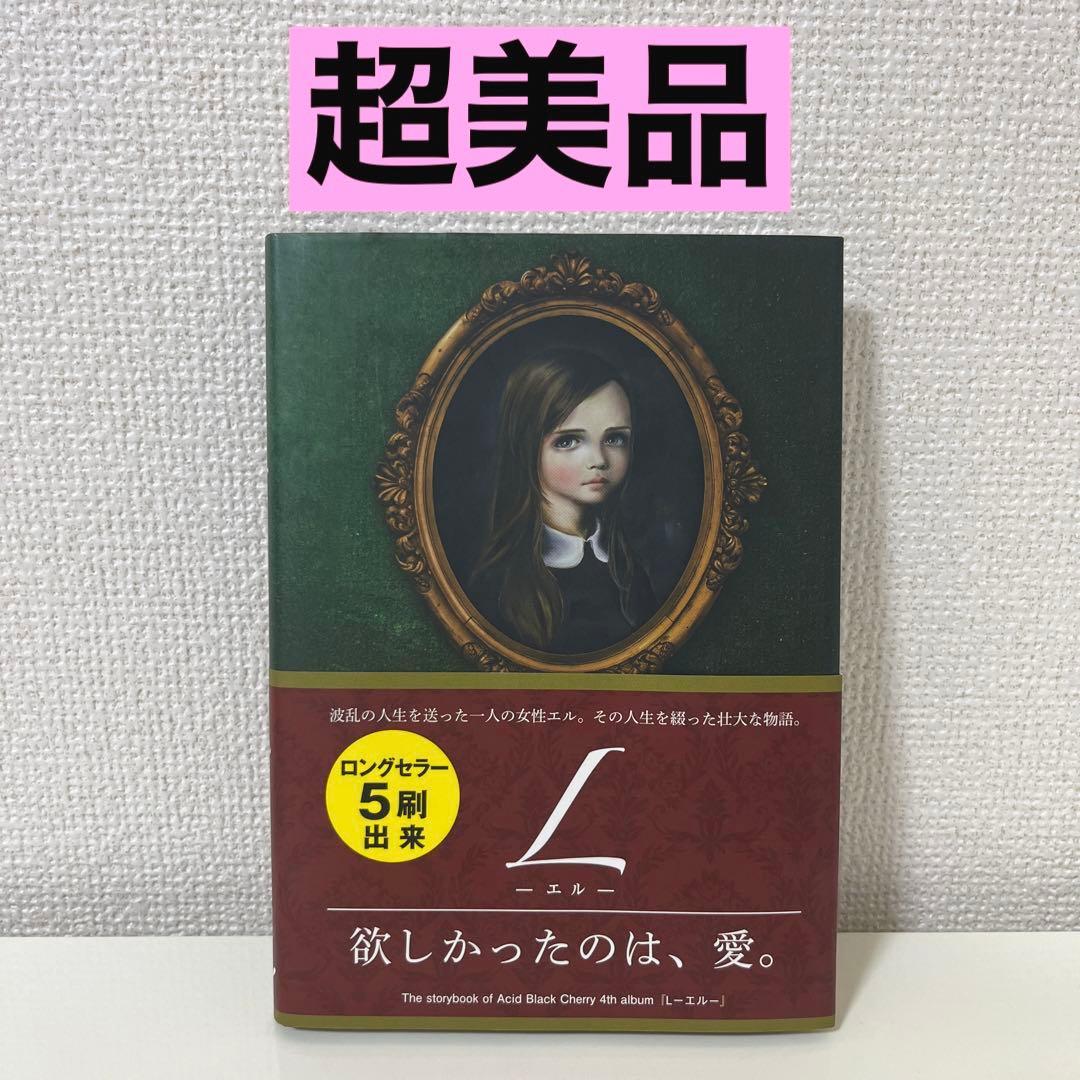 超美品
波乱の人生を送った一人の女性エル。その人生を綴った壮大な物語。
ロングセラー
5刷
出来
L
―エル―
欲しかったのは、愛。
The storybook of Acid Black Cherry 4th album『L－エル－』